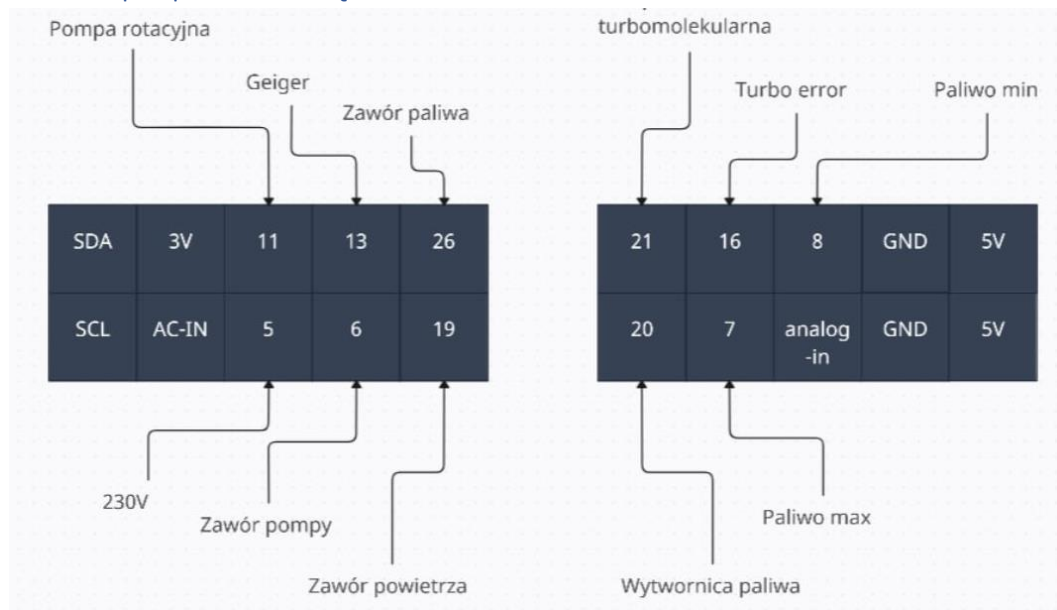 Pompa rotacyjna
turbomolekularna
Geiger
Turbo error
Paliwo min
Zawór paliwa
SDA 3V 11 13 26
21 16 8 GND 5V
SCL AC-IN 5 6 19
20 7 analog
-in GND 5V
230V
Zawór pompy
Paliwo max
Zawór powietrza
Wytwornica paliwa